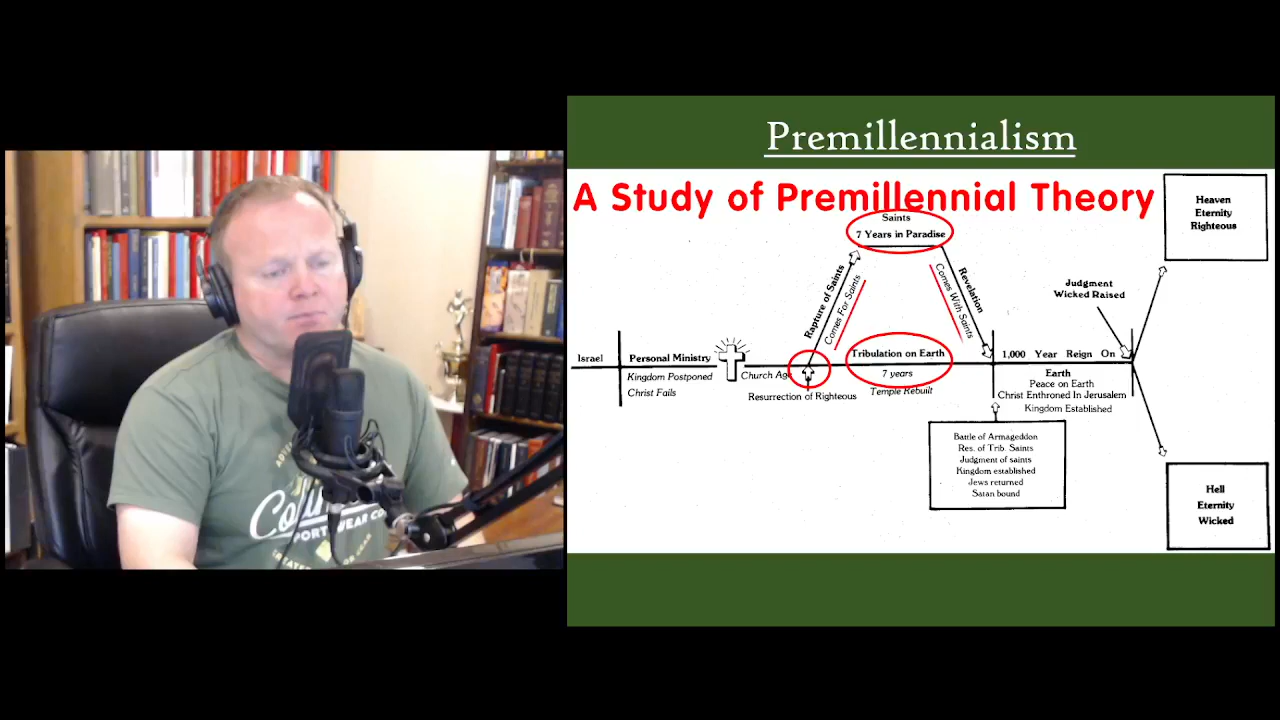 Premillennialism
A Study of Premillennial Theory
Saints
7 Years in Paradise
Heaven
Eternity
Righteous
Rapture of Saints
Comes For Saints
Revelation
Comes With Saints
Judgment
Wicked Raised
Israel
Personal Ministry
Kingdom Postponed
Christ Fails
Church Age
Resurrection of Righteous
Tribulation on Earth
7 years
Temple Rebuilt
1,000 Year Reign On
Earth
Peace on Earth
Christ Enthroned In Jerusalem
Kingdom Established
Battle of Armageddon
Res. of Trib. Saints
Judgment of saints
Kingdom established
Jews returned
Satan bound
Hell
Eternity
Wicked